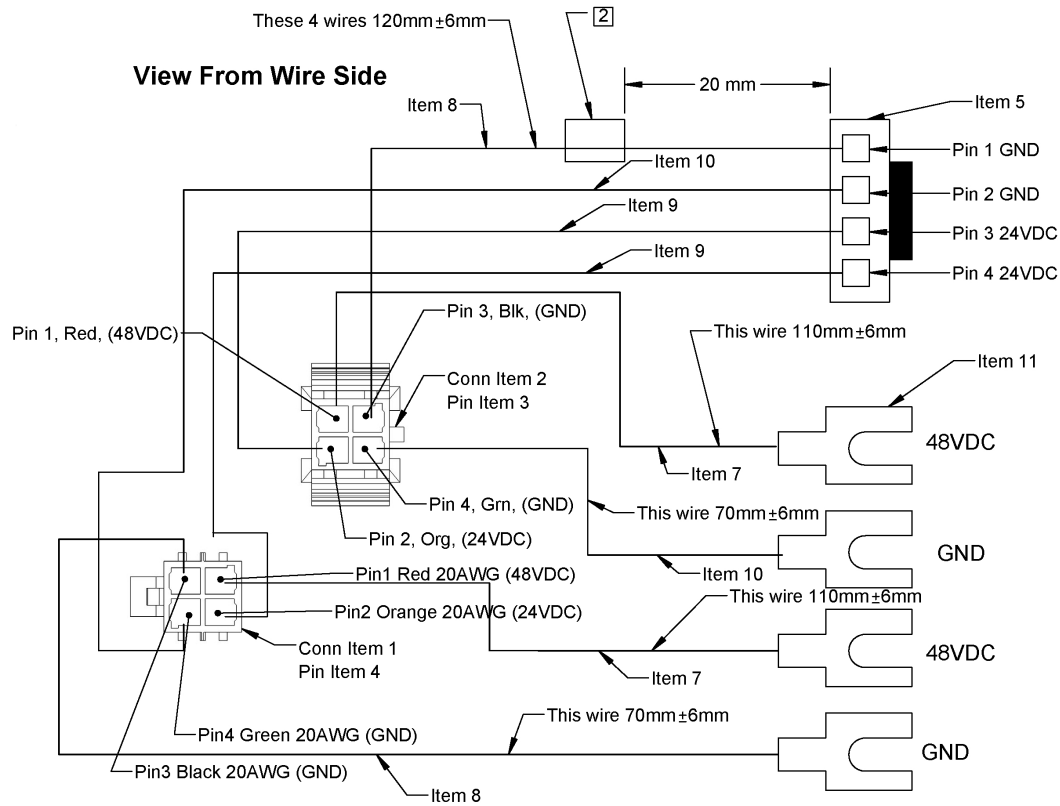 These 4 wires 120mm±6mm
2
View From Wire Side
20 mm
Item 8
Item 5
Pin 1 GND
Item 10
Pin 2 GND
Item 9
Pin 3 24VDC
Item 9
Pin 4 24VDC
Pin 3, Blk, (GND)
Pin 1, Red, (48VDC)
This wire 110mm±6mm
Item 11
Conn Item 2
Pin Item 3
48VDC
Item 7
Pin 4, Grn, (GND)
This wire 70mm±6mm
Pin 2, Org, (24VDC)
GND
Pin1 Red 20AWG (48VDC)
Item 10
This wire 110mm±6mm
Pin2 Orange 20AWG (24VDC)
Conn Item 1
Pin Item 4
48VDC
Item 7
This wire 70mm±6mm
Pin4 Green 20AWG (GND)
GND
Pin3 Black 20AWG (GND)
Item 8